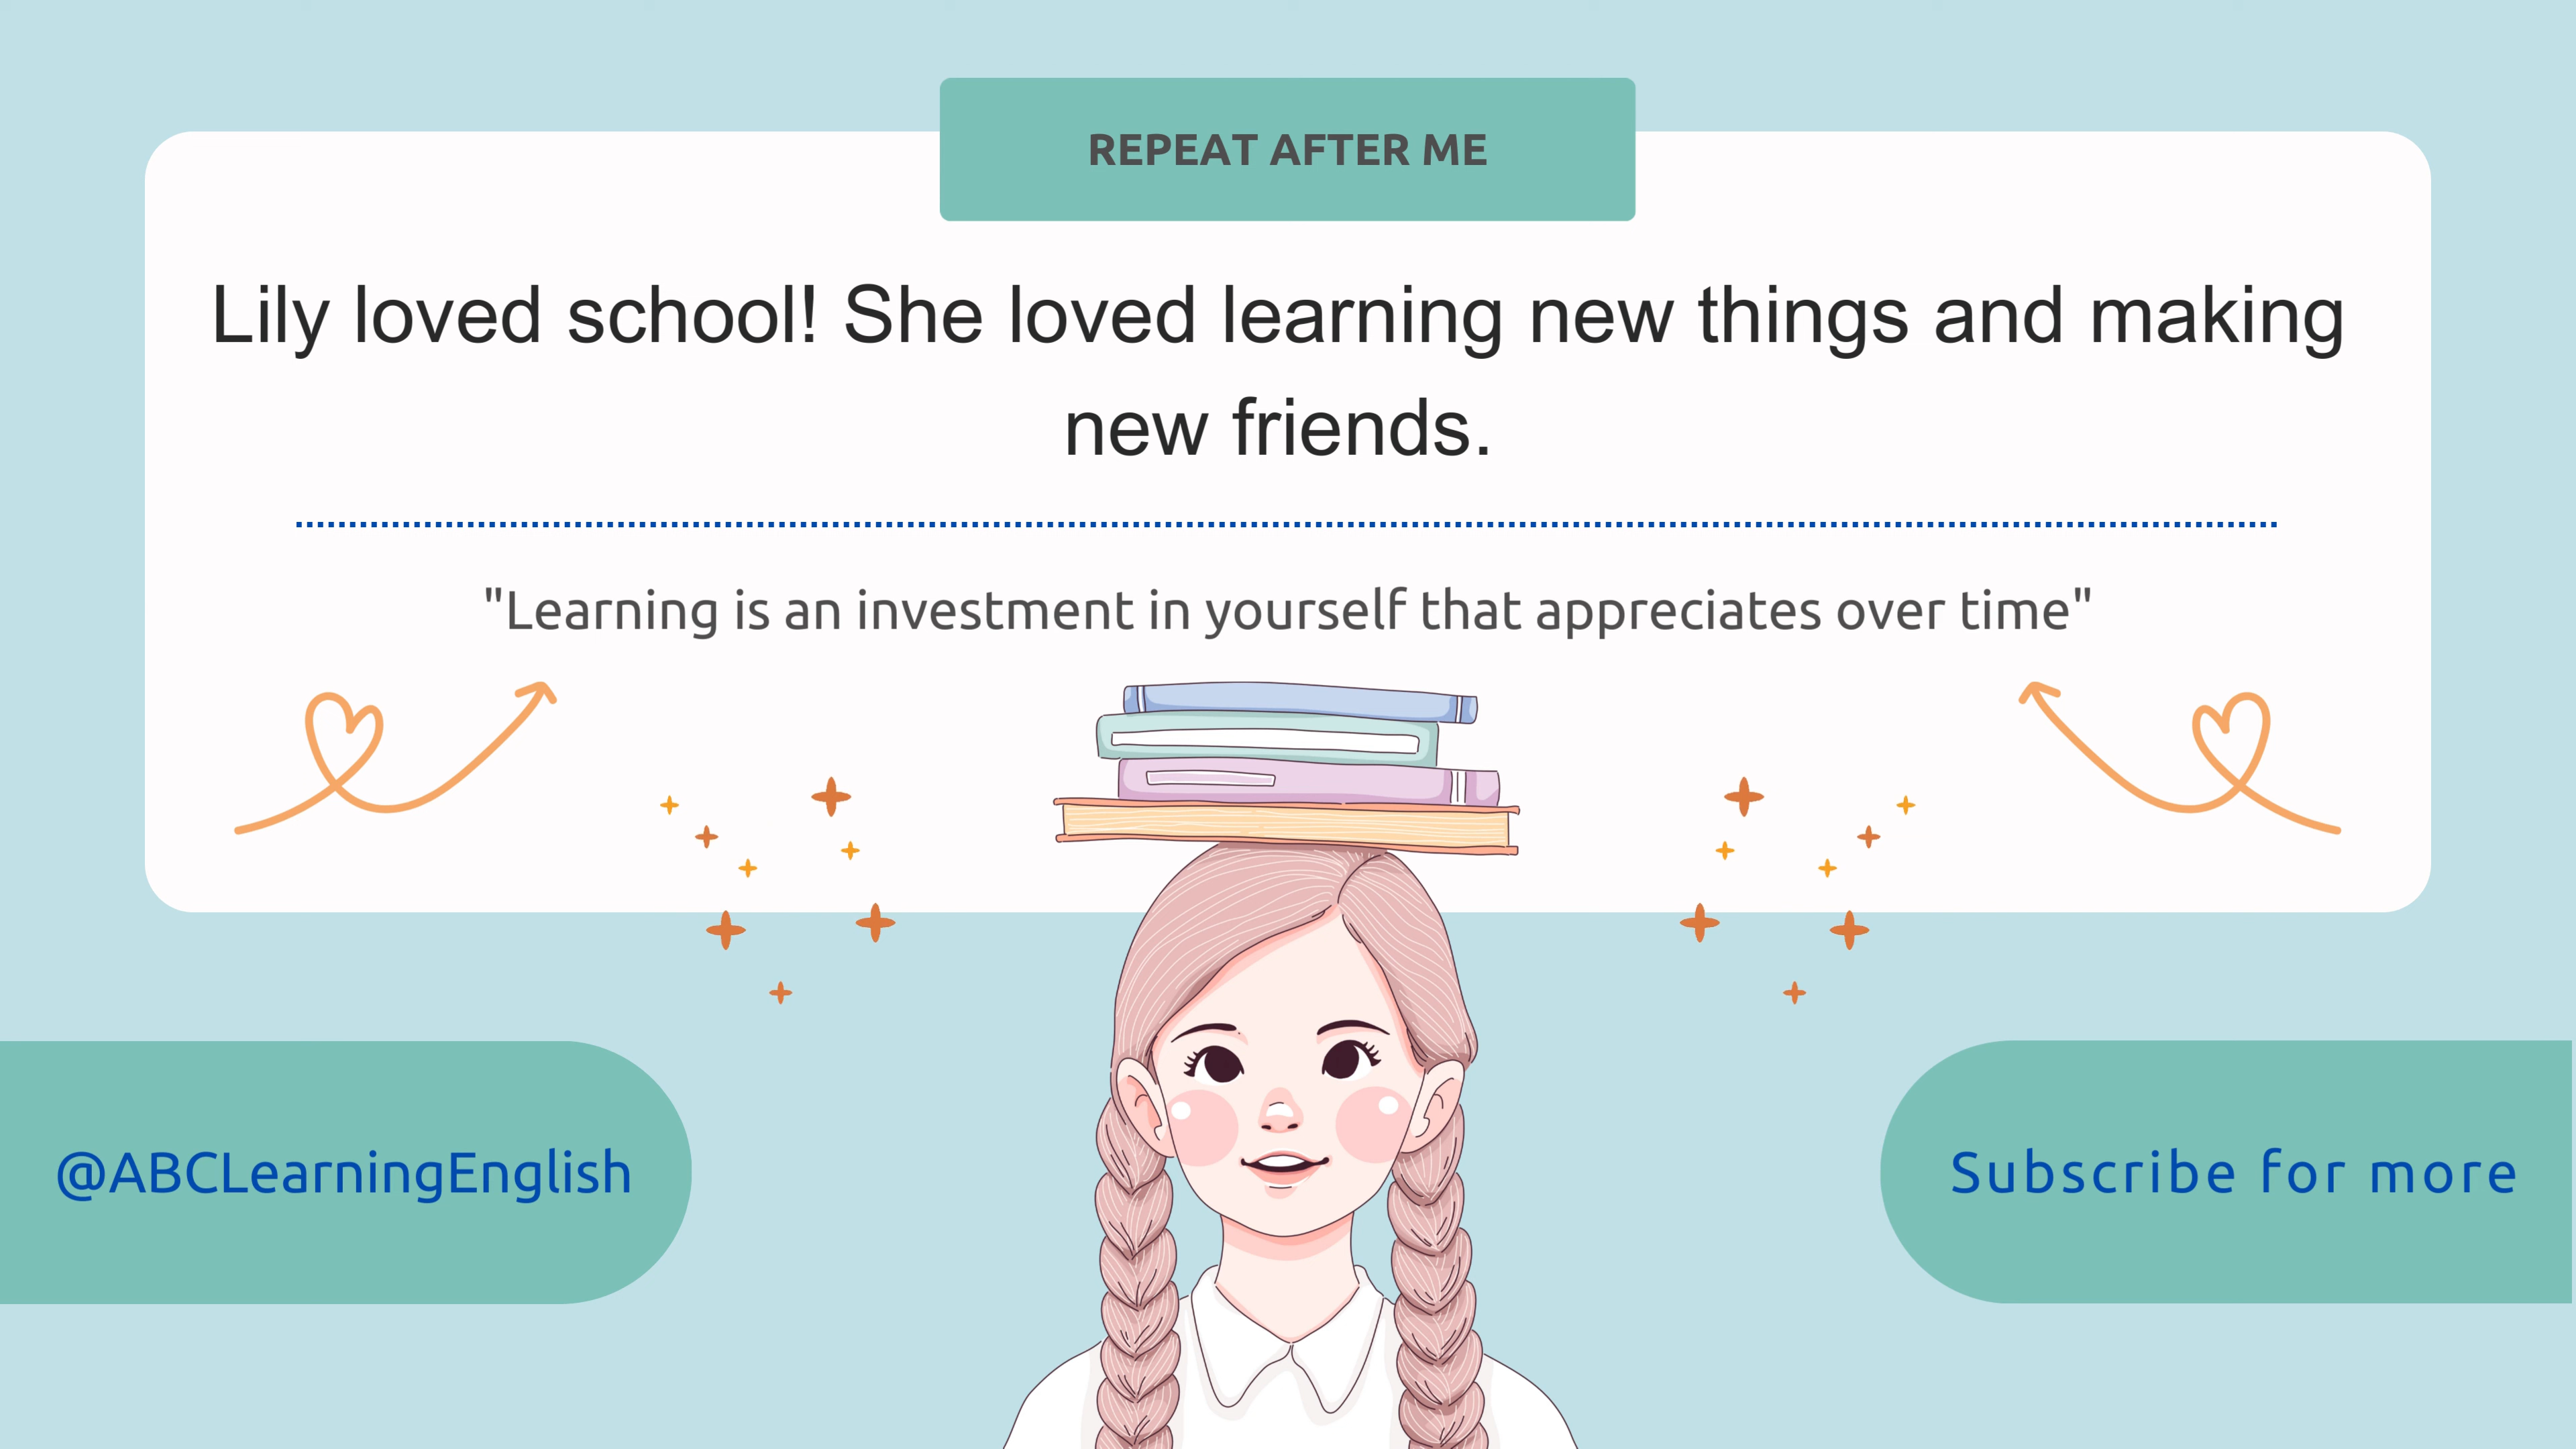 REPEAT AFTER ME
Lily loved school! She loved learning new things and making
new friends.
"Learning is an investment in yourself that appreciates over time"
@ABCLearningEnglish
Subscribe for more